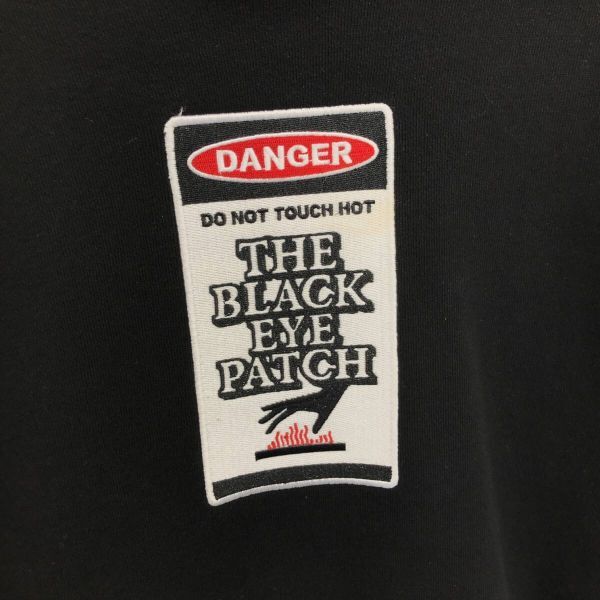 DANGER
DO NOT TOUCH HOT
THE
BLACK
EYE
PATCH